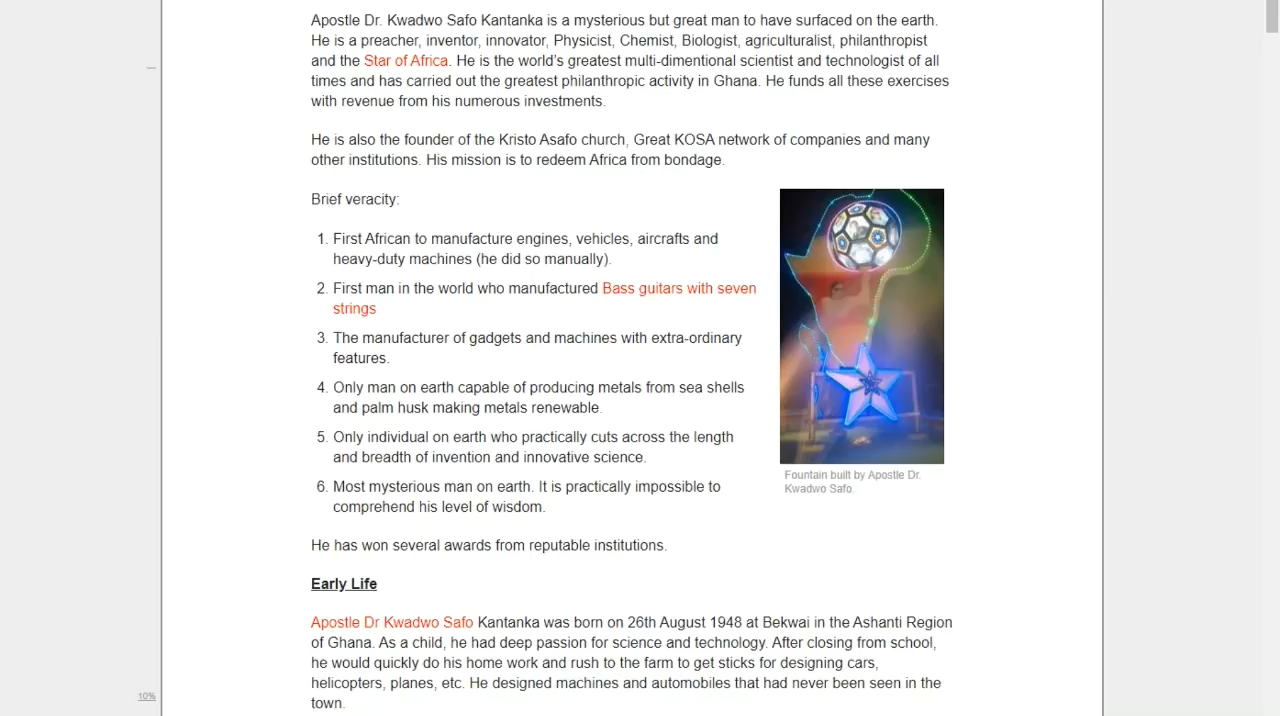 Apostle Dr. Kwadwo Safo Kantanka is a mysterious but great man to have surfaced on the earth.
He is a preacher, inventor, innovator, Physicist, Chemist, Biologist, agriculturalist, philanthropist
and the Star of Africa. He is the world’s greatest multi-dimentional scientist and technologist of all
times and has carried out the greatest philanthropic activity in Ghana. He funds all these exercises
with revenue from his numerous investments.
He is also the founder of the Kristo Asafo church, Great KOSA network of companies and many
other institutions. His mission is to redeem Africa from bondage.
Brief veracity:
1. First African to manufacture engines, vehicles, aircrafts and
heavy-duty machines (he did so manually).
2. First man in the world who manufactured Bass guitars with seven
strings
3. The manufacturer of gadgets and machines with extra-ordinary
features.
4. Only man on earth capable of producing metals from sea shells
and palm husk making metals renewable.
5. Only individual on earth who practically cuts across the length
and breadth of invention and innovative science.
6. Most mysterious man on earth. It is practically impossible to
comprehend his level of wisdom.
Fountain built by Apostle Dr.
Kwadwo Safo.
He has won several awards from reputable institutions.
Early Life
Apostle Dr Kwadwo Safo Kantanka was born on 26th August 1948 at Bekwai in the Ashanti Region
of Ghana. As a child, he had deep passion for science and technology. After closing from school,
he would quickly do his home work and rush to the farm to get sticks for designing cars,
helicopters, planes, etc. He designed machines and automobiles that had never been seen in the
town.
10%